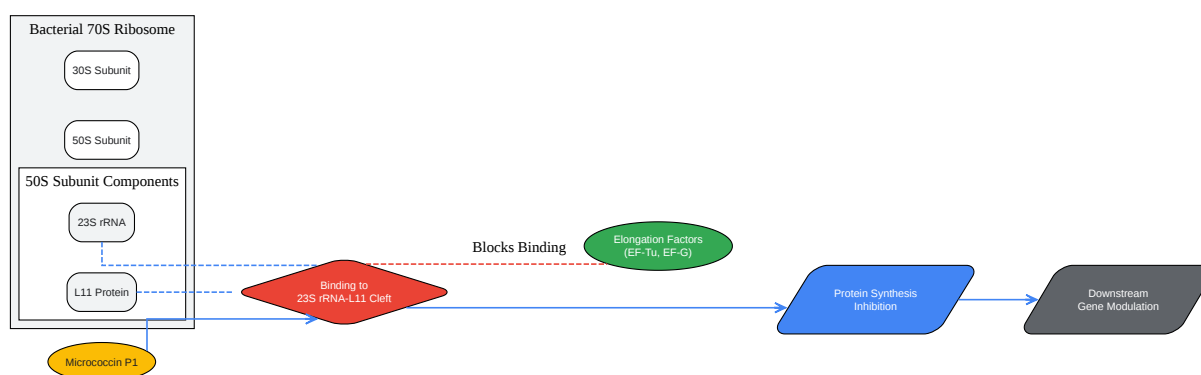 Bacterial 70S Ribosome
30S Subunit
50S Subunit
50S Subunit Components
23S rRNA
L11 Protein
Micrococcin P1
Binding to
23S rRNA-L11 Cleft
Blocks Binding
Elongation Factors
(EF-Tu, EF-G)
Protein Synthesis
Inhibition
Downstream
Gene Modulation